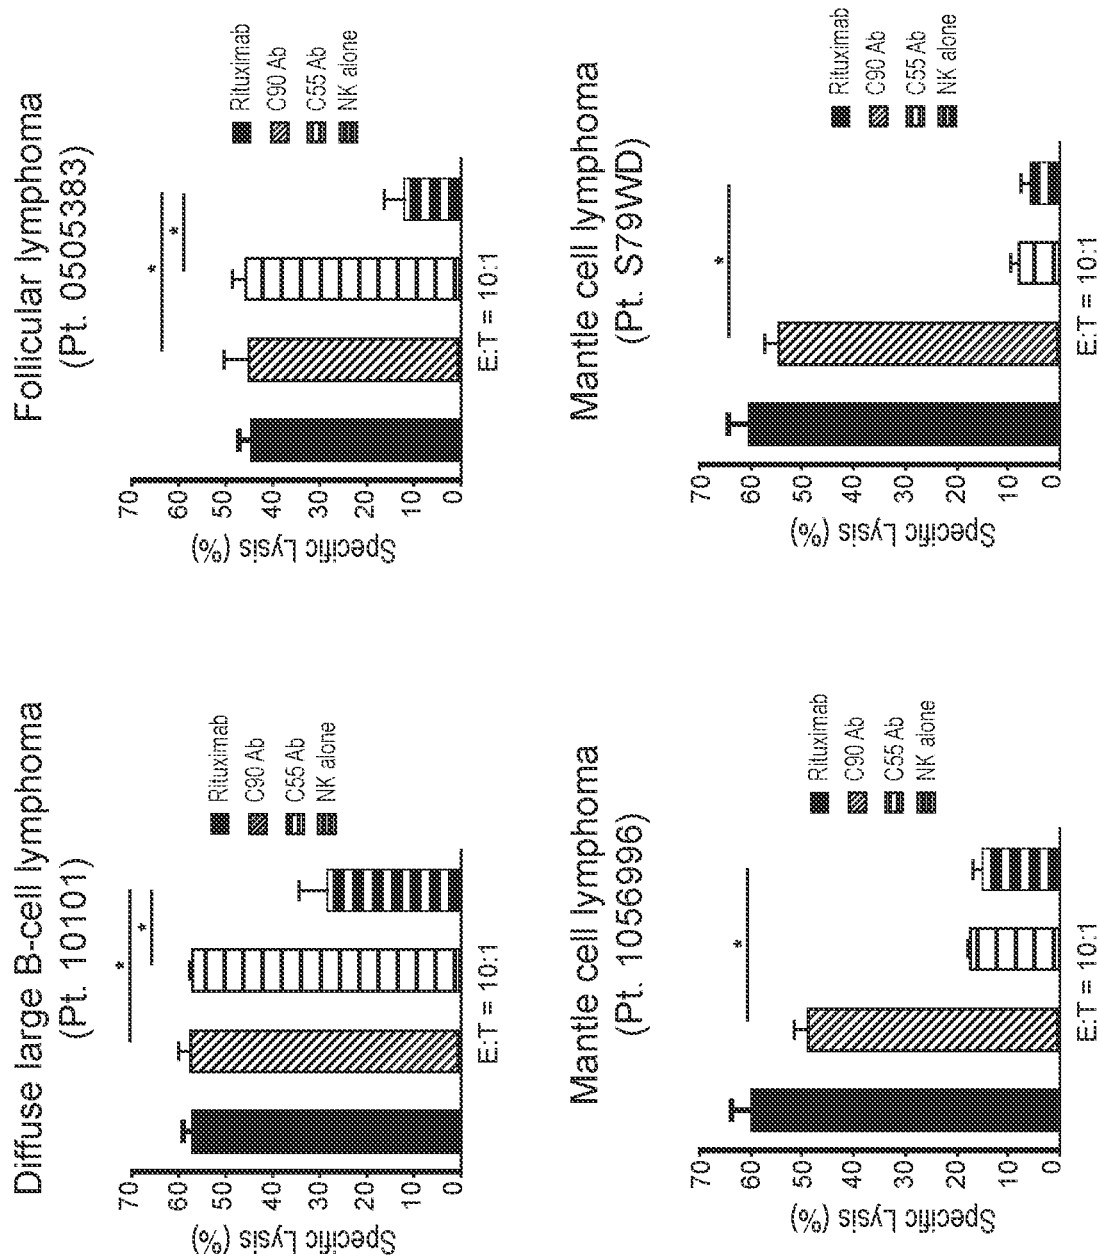 Diffuse large B-cell lymphoma
(Pt. 10101)
*
*
Specific Lysis (%)
70
60
50
40
30
20
10
0
E:T = 10:1
Rituximab
C90 Ab
C55 Ab
NK alone
Follicular lymphoma
(Pt. 0505383)
*
*
Specific Lysis (%)
70
60
50
40
30
20
10
0
E:T = 10:1
Rituximab
C90 Ab
C55 Ab
NK alone
Mantle cell lymphoma
(Pt. 1056996)
*
Specific Lysis (%)
70
60
50
40
30
20
10
0
E:T = 10:1
Rituximab
C90 Ab
C55 Ab
NK alone
Mantle cell lymphoma
(Pt. S79WD)
*
Specific Lysis (%)
70
60
50
40
30
20
10
0
E:T = 10:1
Rituximab
C90 Ab
C55 Ab
NK alone